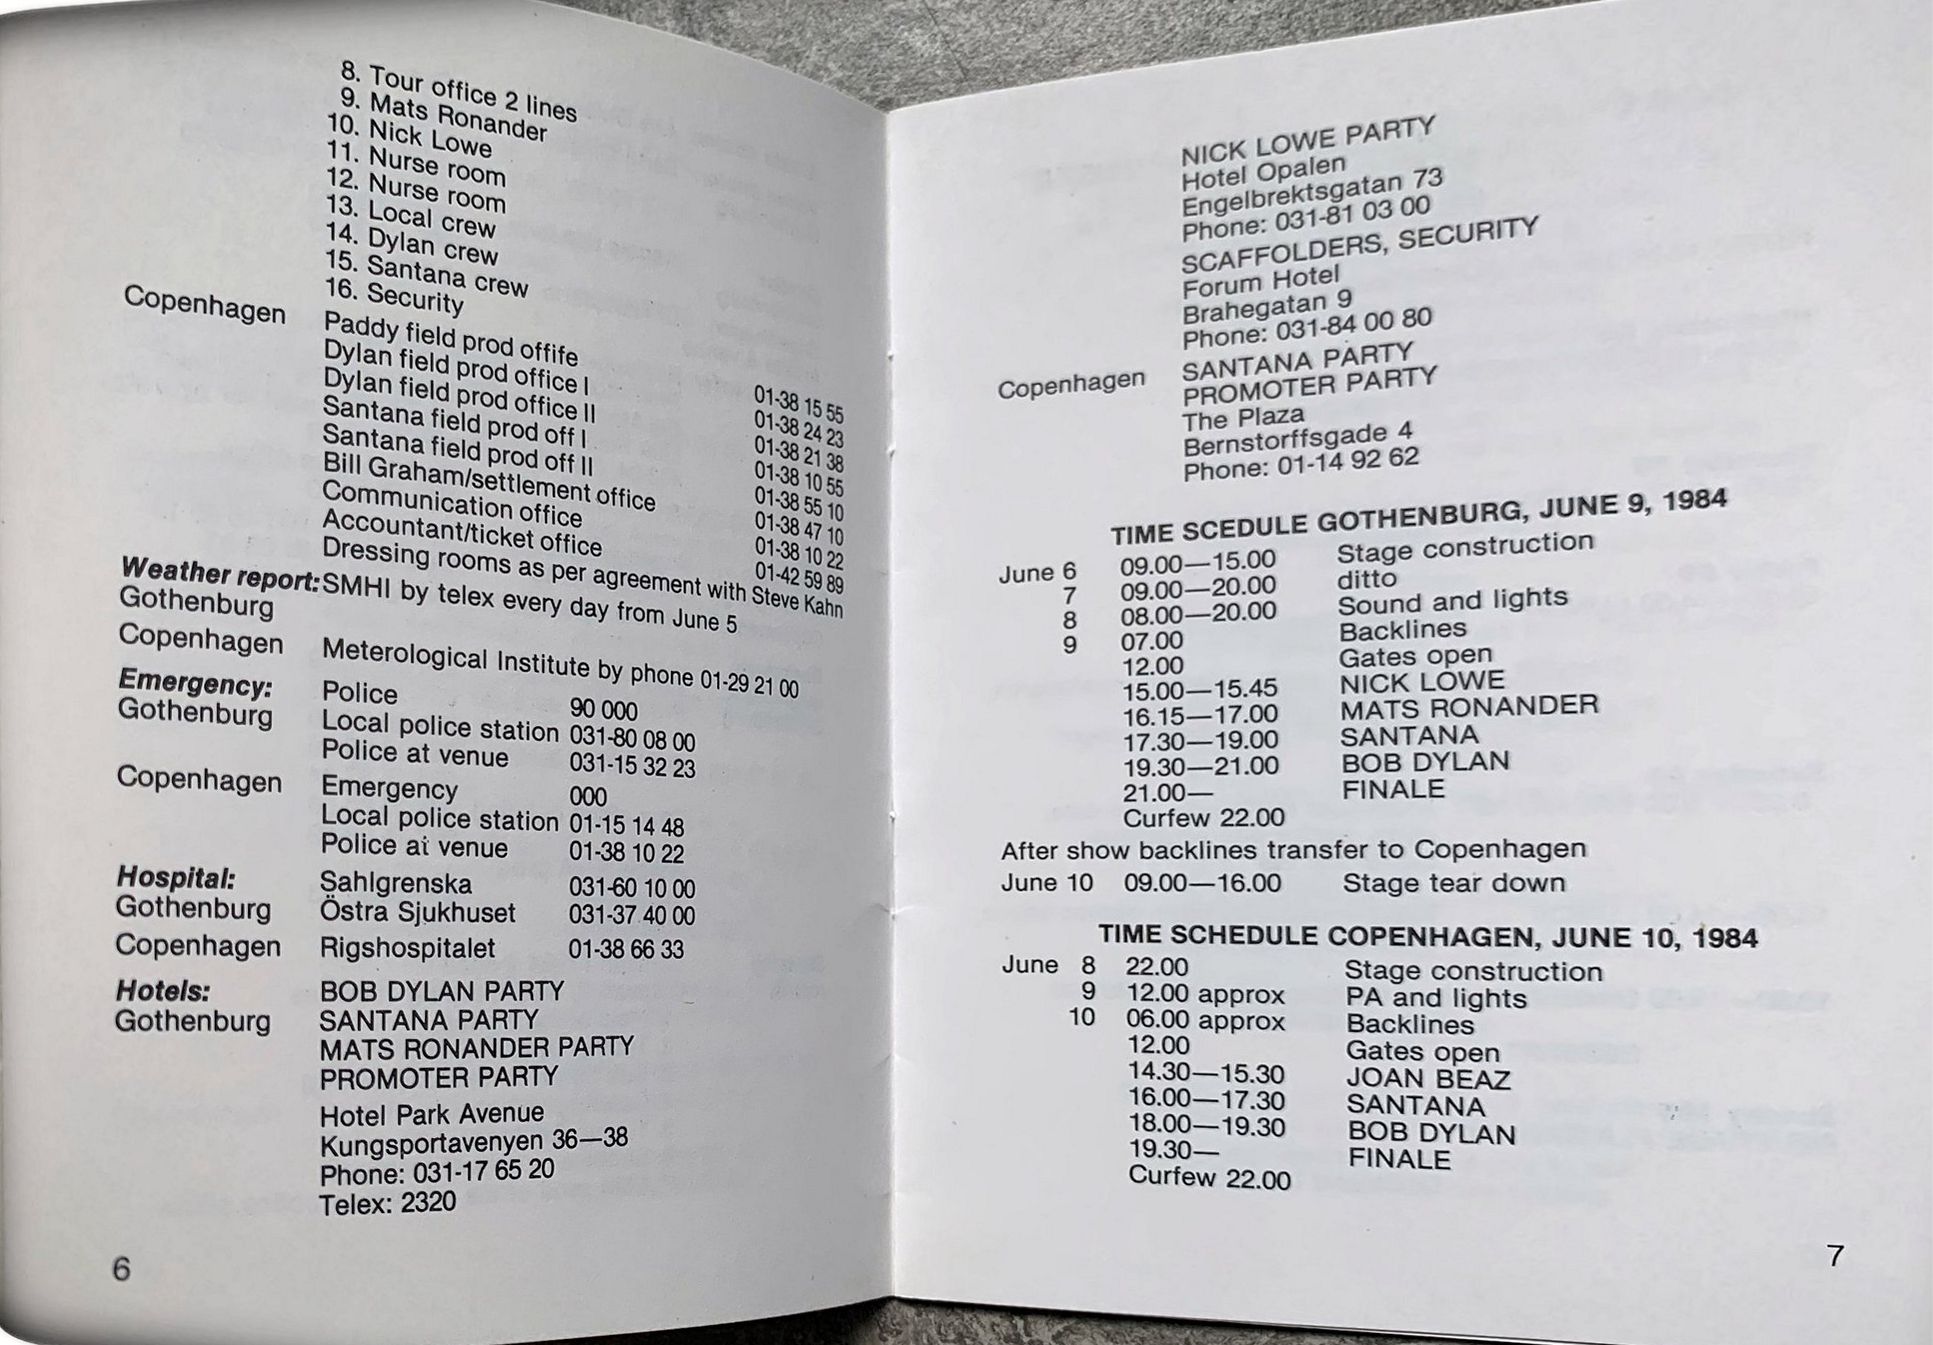 8. Tour office 2 lines
9. Mats Ronander
10. Nick Lowe
11. Nurse room
12. Nurse room
13. Local crew
14. Dylan crew
15. Santana crew
16. Security
Copenhagen Paddy field prod offife 01-38 15 55
Dylan field prod office I 01-38 24 23
Dylan field prod office II 01-38 21 38
Santana field prod off I 01-38 10 55
Santana field prod off II 01-38 55 10
Bill Graham/settlement office 01-38 47 10
Communication office 01-38 10 22
Accountant/ticket office 01-42 59 89
Dressing rooms as per agreement with Steve Kahn
Weather report: SMHI by telex every day from June 5
Gothenburg
Copenhagen Meterological Institute by phone 01-29 21 00
Emergency: Police 90 000
Gothenburg Local police station 031-80 08 00
Police at venue 031-15 32 23
Copenhagen Emergency 000
Local police station 01-15 14 48
Police at venue 01-38 10 22
Hospital: Sahlgrenska 031-60 10 00
Gothenburg Östra Sjukhuset 031-37 40 00
Copenhagen Rigshospitalet 01-38 66 33
Hotels: BOB DYLAN PARTY
Gothenburg SANTANA PARTY
MATS RONANDER PARTY
PROMOTER PARTY
Hotel Park Avenue
Kungsportavenyen 36—38
Phone: 031-17 65 20
Telex: 2320
6
NICK LOWE PARTY
Hotel Opalen
Engelbrektsgatan 73
Phone: 031-81 03 00
SCAFFOLDERS, SECURITY
Forum Hotel
Brahegatan 9
Phone: 031-84 00 80
Copenhagen SANTANA PARTY
PROMOTER PARTY
The Plaza
Bernstorffsgade 4
Phone: 01-14 92 62
TIME SCEDULE GOTHENBURG, JUNE 9, 1984
June 6 09.00—15.00 Stage construction
7 09.00—20.00 ditto
8 08.00—20.00 Sound and lights
9 07.00 Backlines
12.00 Gates open
15.00—15.45 NICK LOWE
16.15—17.00 MATS RONANDER
17.30—19.00 SANTANA
19.30—21.00 BOB DYLAN
21.00— FINALE
Curfew 22.00
After show backlines transfer to Copenhagen
June 10 09.00—16.00 Stage tear down
TIME SCHEDULE COPENHAGEN, JUNE 10, 1984
June 8 22.00 Stage construction
9 12.00 approx PA and lights
10 06.00 approx Backlines
12.00 Gates open
14.30—15.30 JOAN BEAZ
16.00—17.30 SANTANA
18.00—19.30 BOB DYLAN
19.30— FINALE
Curfew 22.00
7